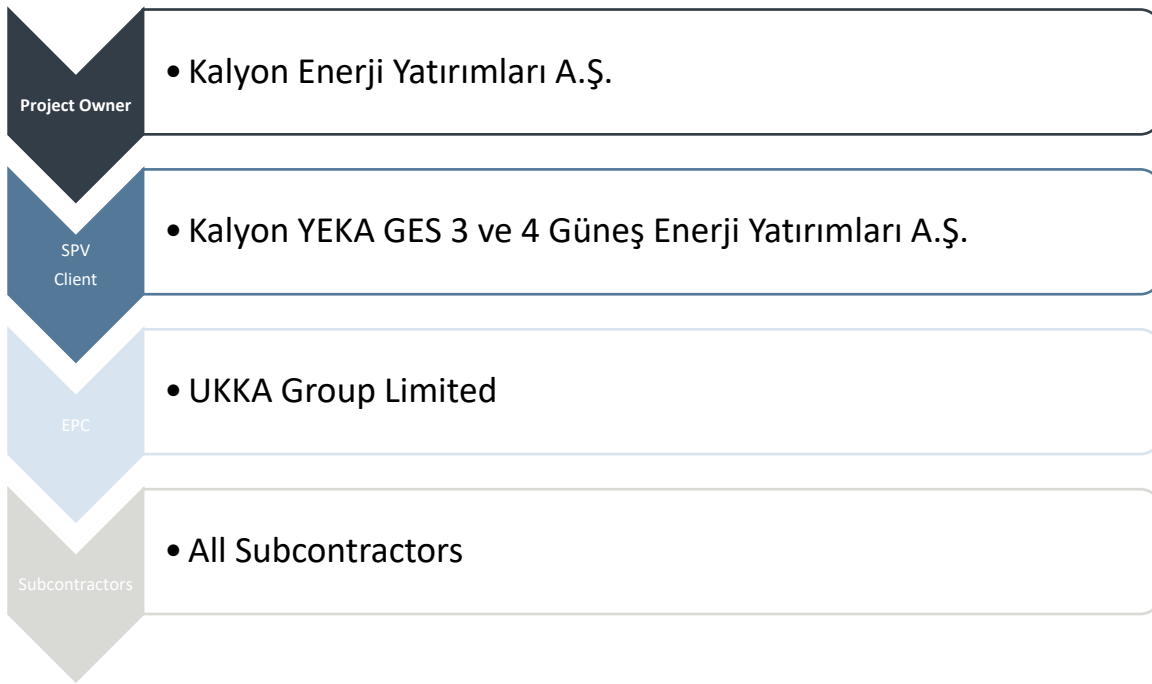 Project Owner
• Kalyon Enerji Yatırımları A.Ş.
SPV
Client
• Kalyon YEKA GES 3 ve 4 Güneş Enerji Yatırımları A.Ş.
EPC
• UKKA Group Limited
Subcontractors
• All Subcontractors